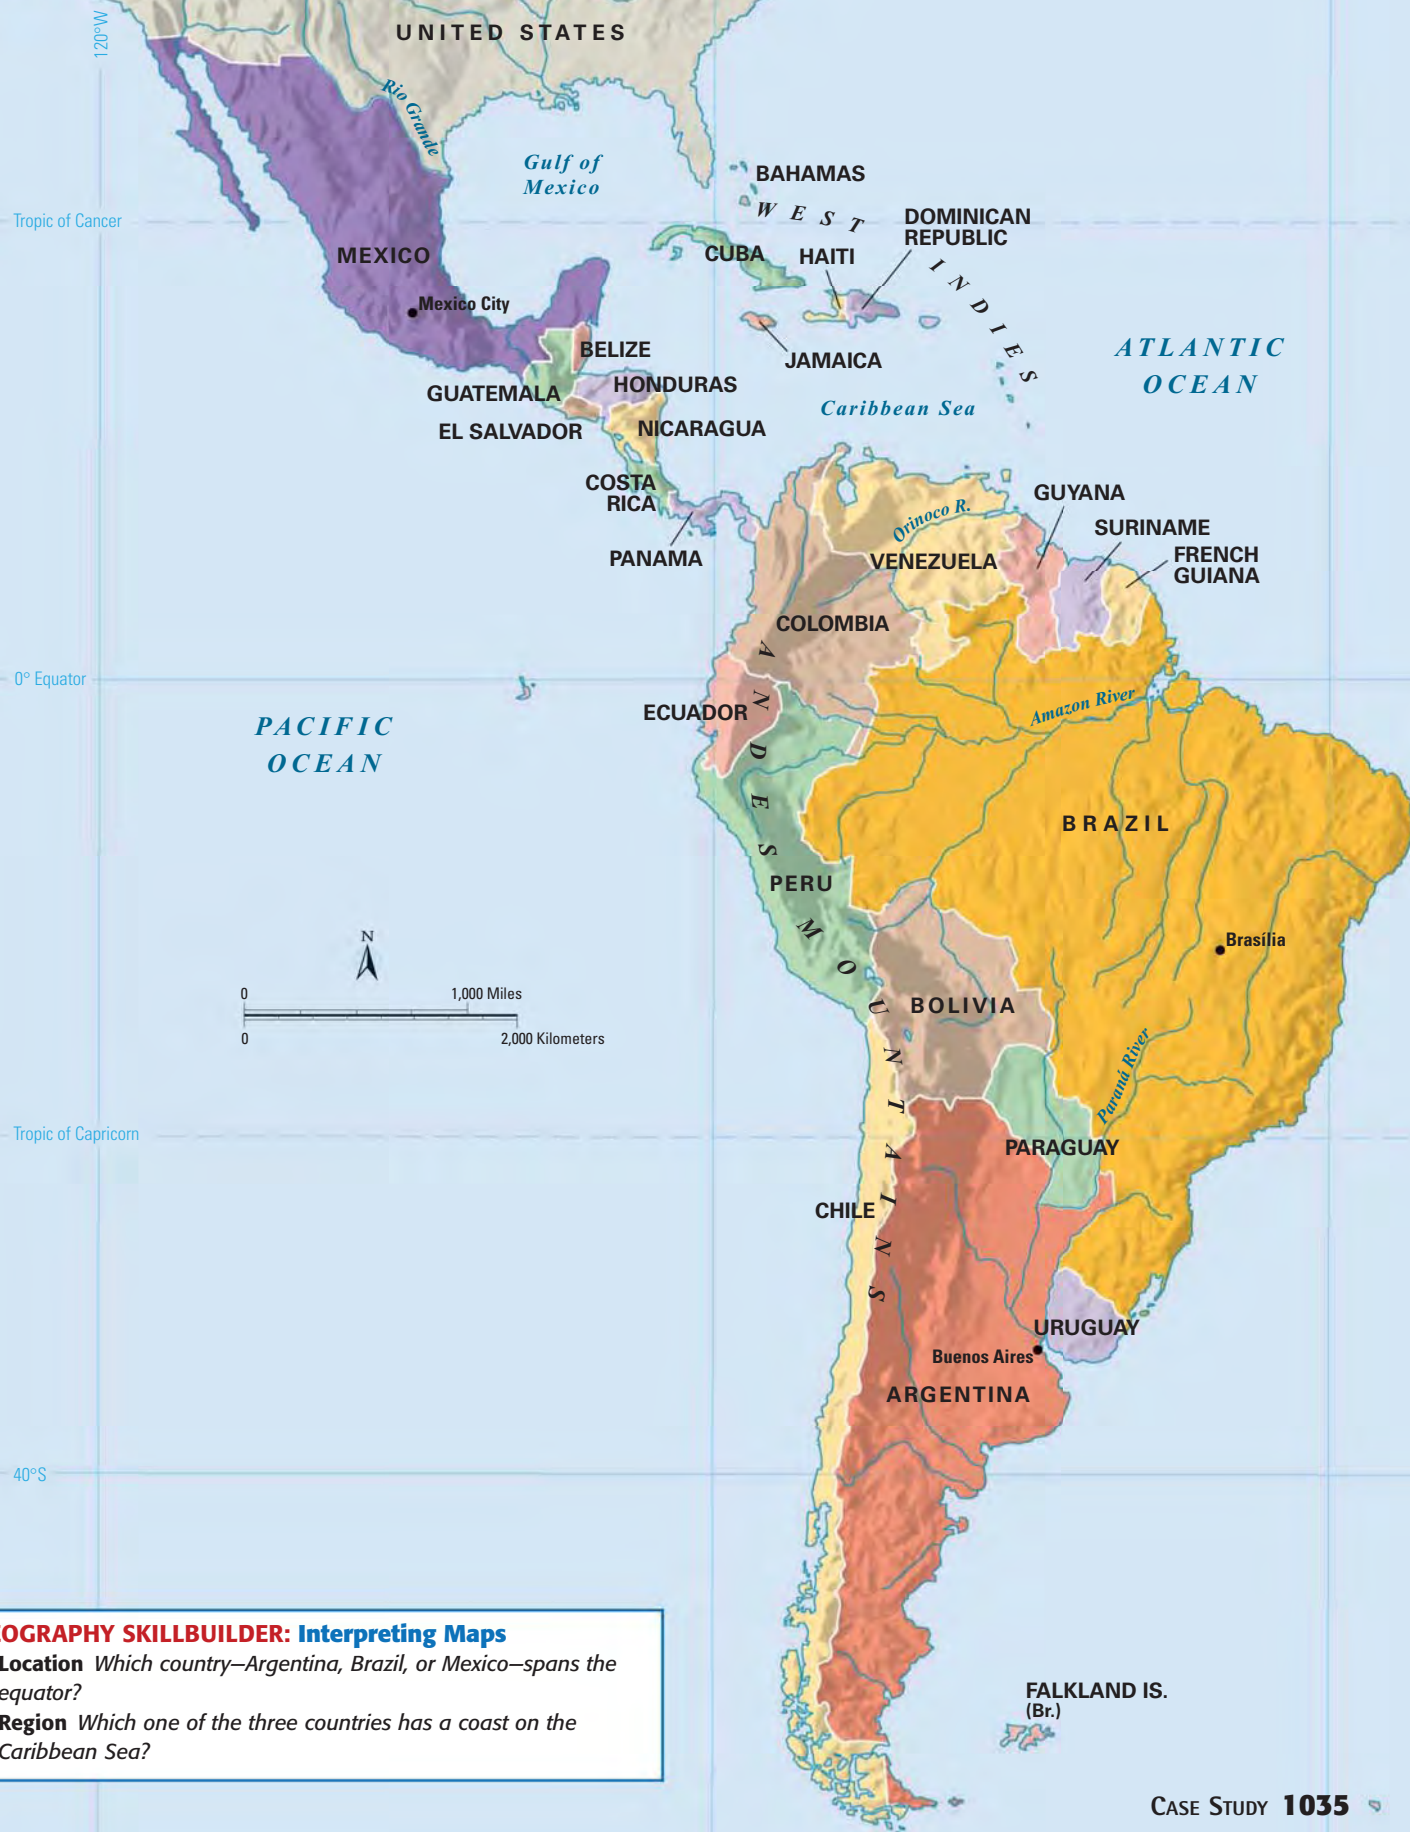 120°W
UNITED STATES
Rio Grande
Gulf of
Mexico
BAHAMAS
Tropic of Cancer
WEST INDIES
DOMINICAN
REPUBLIC
MEXICO
CUBA
HAITI
Mexico City
JAMAICA
ATLANTIC
OCEAN
BELIZE
GUATEMALA
HONDURAS
Caribbean Sea
EL SALVADOR
NICARAGUA
COSTA
RICA
PANAMA
Orinoco R.
GUYANA
SURINAME
FRENCH
GUIANA
VENEZUELA
COLOMBIA
0° Equator
ECUADOR
PACIFIC
OCEAN
Amazon River
ANDES MOUNTAINS
BRAZIL
PERU
Brasília
N
0
1,000 Miles
0
2,000 Kilometers
BOLIVIA
Paraná River
Tropic of Capricorn
PARAGUAY
CHILE
URUGUAY
Buenos Aires
ARGENTINA
40°S
OGRAPHY SKILLBUILDER: Interpreting Maps
Location Which country—Argentina, Brazil, or Mexico—spans the
equator?
Region Which one of the three countries has a coast on the
Caribbean Sea?
FALKLAND IS.
(Br.)
CASE STUDY 1035